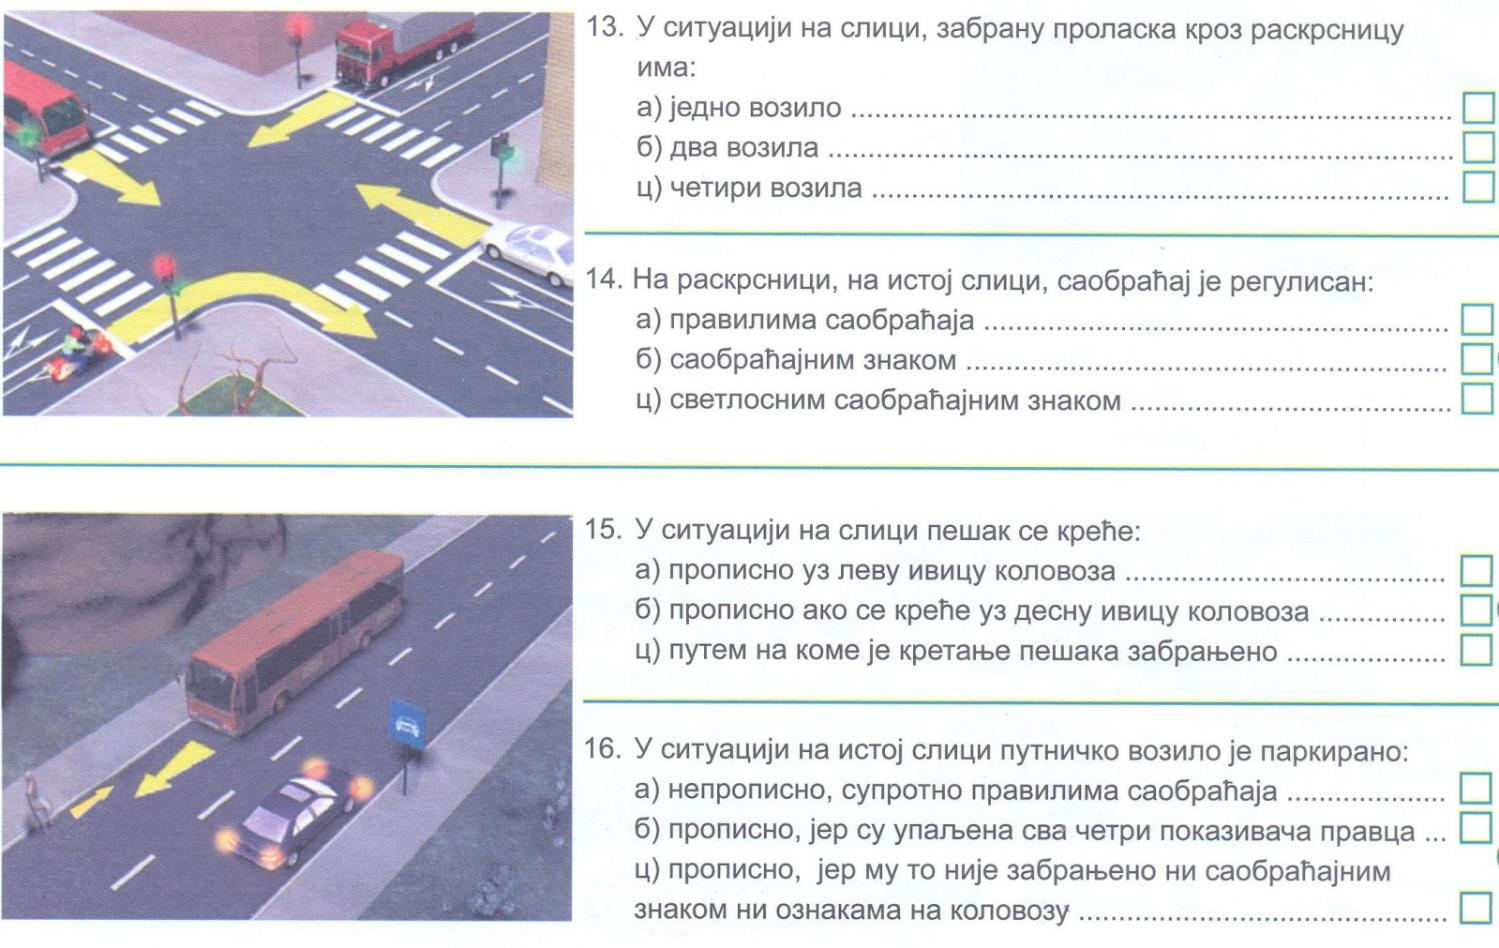 13. У ситуацији на слици, забрану проласка кроз раскрсницу
има:
а) једно возило ........................................................................
б) два возила ...........................................................................
ц) четири возила ......................................................................
14. На раскрсници, на истој слици, саобраћај је регулисан:
а) правилима саобраћаја ........................................................
б) саобраћајним знаком ..........................................................
ц) светлосним саобраћајним знаком ......................................
15. У ситуацији на слици пешак се креће:
а) прописно уз леву ивицу коловоза .......................................
б) прописно ако се креће уз десну ивицу коловоза ...............
ц) путем на коме је кретање пешака забрањено ...................
16. У ситуацији на истој слици путничко возило је паркирано:
а) непрописно, супротно правилима саобраћаја ...................
б) прописно, јер су упаљена сва четри показивача правца ...
ц) прописно, јер му то није забрањено ни саобраћајним
знаком ни ознакама на коловозу ............................................